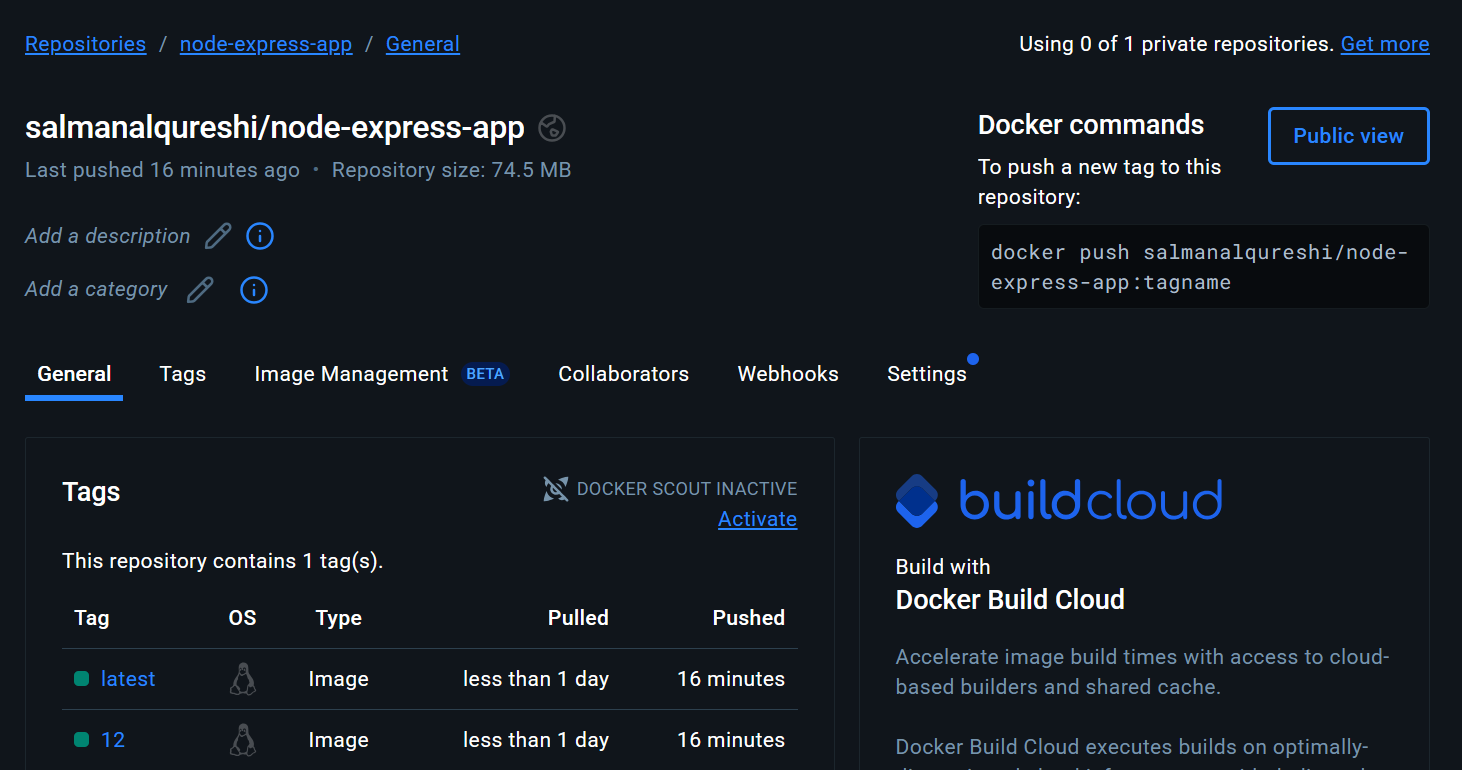 Repositories / node-express-app / General
Using 0 of 1 private repositories. Get more
salmanalqureshi/node-express-app
Last pushed 16 minutes ago • Repository size: 74.5 MB
Add a description
Add a category
Docker commands
Public view
To push a new tag to this
repository:
docker push salmanalqureshi/node-
express-app:tagname
General
Tags
Image Management BETA
Collaborators
Webhooks
Settings
Tags
DOCKER SCOUT INACTIVE
Activate
This repository contains 1 tag(s).
Tag OS Type Pulled Pushed
latest Image less than 1 day 16 minutes
12 Image less than 1 day 16 minutes
buildcloud
Build with
Docker Build Cloud
Accelerate image build times with access to cloud-
based builders and shared cache.
Docker Build Cloud executes builds on optimally-